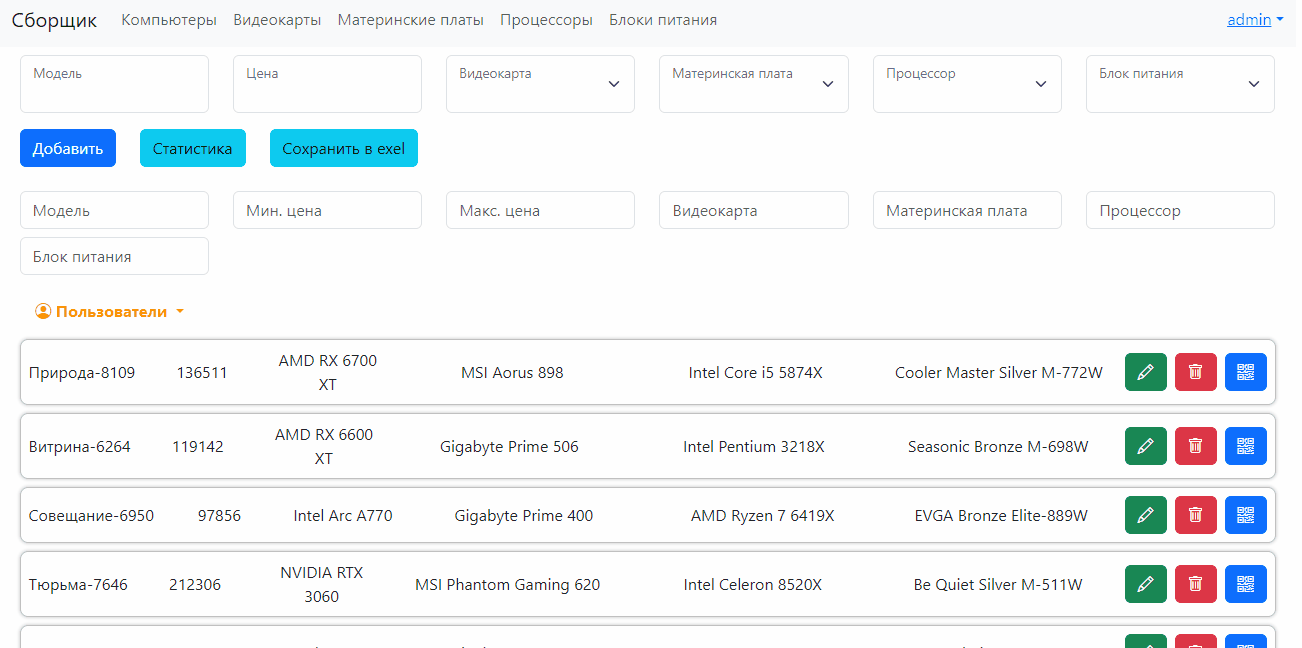 Сборщик Компьютеры Видеокарты Материнские платы Процессоры Блоки питания admin
Модель Цена Видеокарта Материнская плата Процессор Блок питания
Добавить Статистика Сохранить в exel
Модель Мин. цена Макс. цена Видеокарта Материнская плата Процессор
Блок питания
Пользователи
Природа-8109 136511 AMD RX 6700 XT MSI Aorus 898 Intel Core i5 5874X Cooler Master Silver M-772W
Витрина-6264 119142 AMD RX 6600 XT Gigabyte Prime 506 Intel Pentium 3218X Seasonic Bronze M-698W
Совещание-6950 97856 Intel Arc A770 Gigabyte Prime 400 AMD Ryzen 7 6419X EVGA Bronze Elite-889W
Тюрьма-7646 212306 NVIDIA RTX 3060 MSI Phantom Gaming 620 Intel Celeron 8520X Be Quiet Silver M-511W